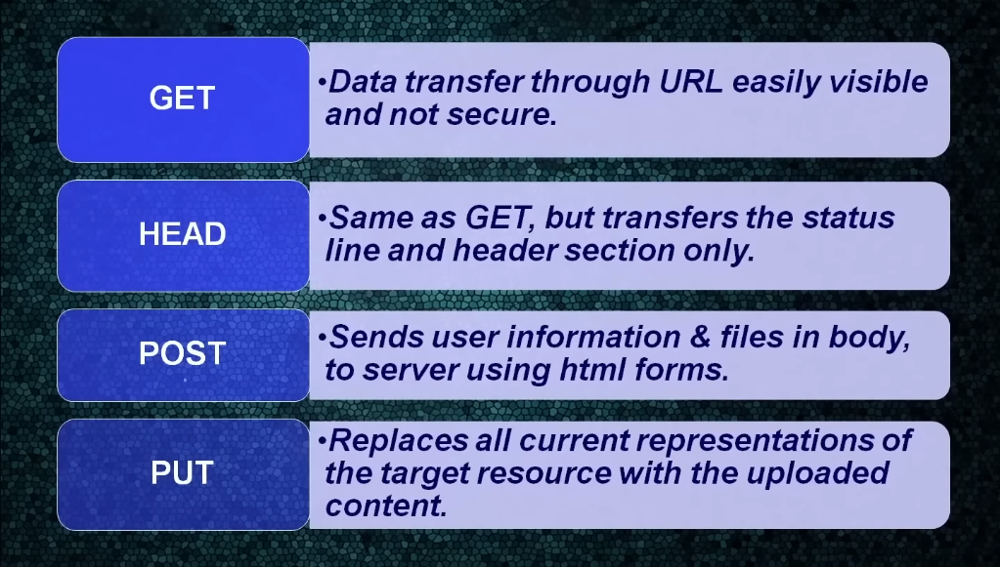 GET
•Data transfer through URL easily visible
and not secure.
HEAD
•Same as GET, but transfers the status
line and header section only.
POST
•Sends user information & files in body,
to server using html forms.
PUT
•Replaces all current representations of
the target resource with the uploaded
content.